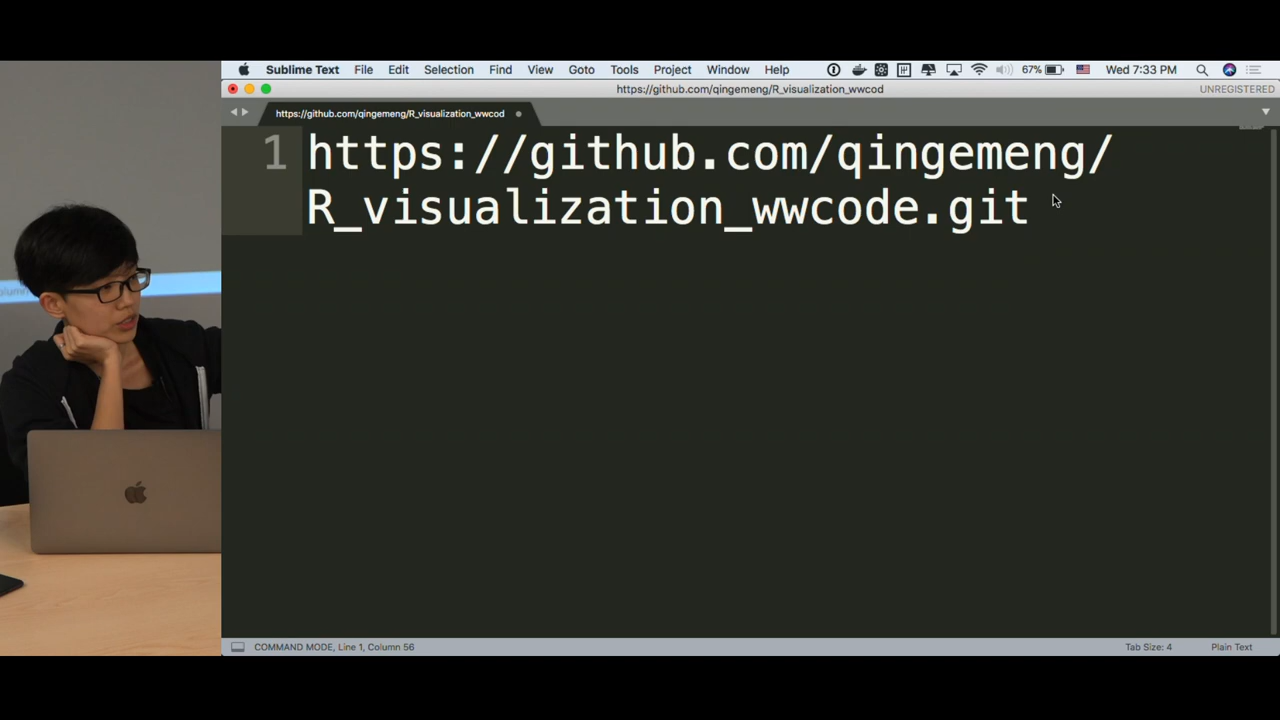 Sublime Text File Edit Selection Find View Goto Tools Project Window Help 67% Wed 7:33 PM
https://github.com/qingemeng/R_visualization_wwcod UNREGISTERED
https://github.com/qingemeng/R_visualization_wwcod
1 https://github.com/qingemeng/
R_visualization_wwcode.git
COMMAND MODE, Line 1, Column 56 Tab Size: 4 Plain Text